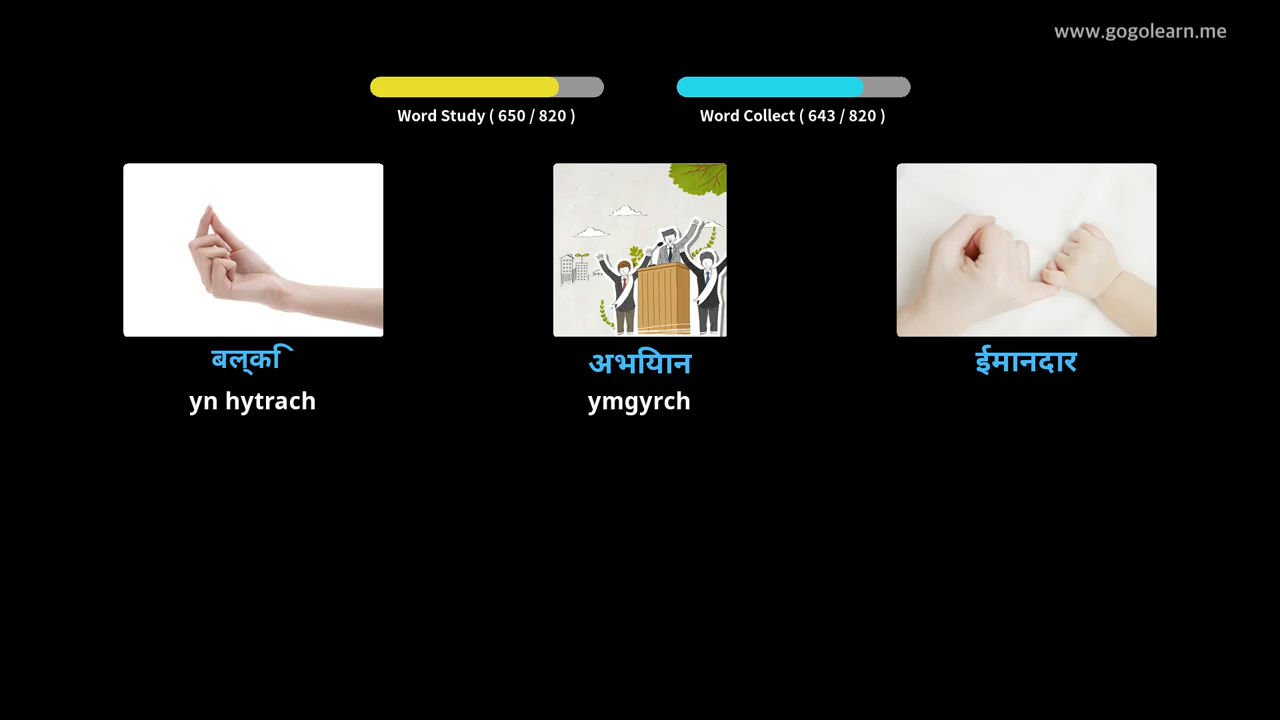 www.gogolearn.me
Word Study ( 650 / 820 )
Word Collect ( 643 / 820 )
बल्कि
yn hytrach
अभियान
ymgyrch
ईमानदार